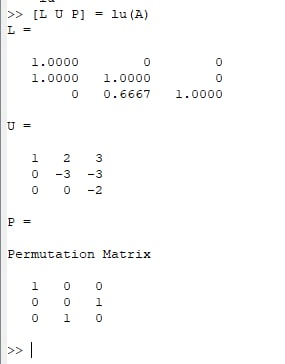 >> [L U P] = lu(A)
L =
1.0000 0 0
1.0000 1.0000 0
0 0.6667 1.0000
U =
1 2 3
0 -3 -3
0 0 -2
P =
Permutation Matrix
1 0 0
0 0 1
0 1 0
>>